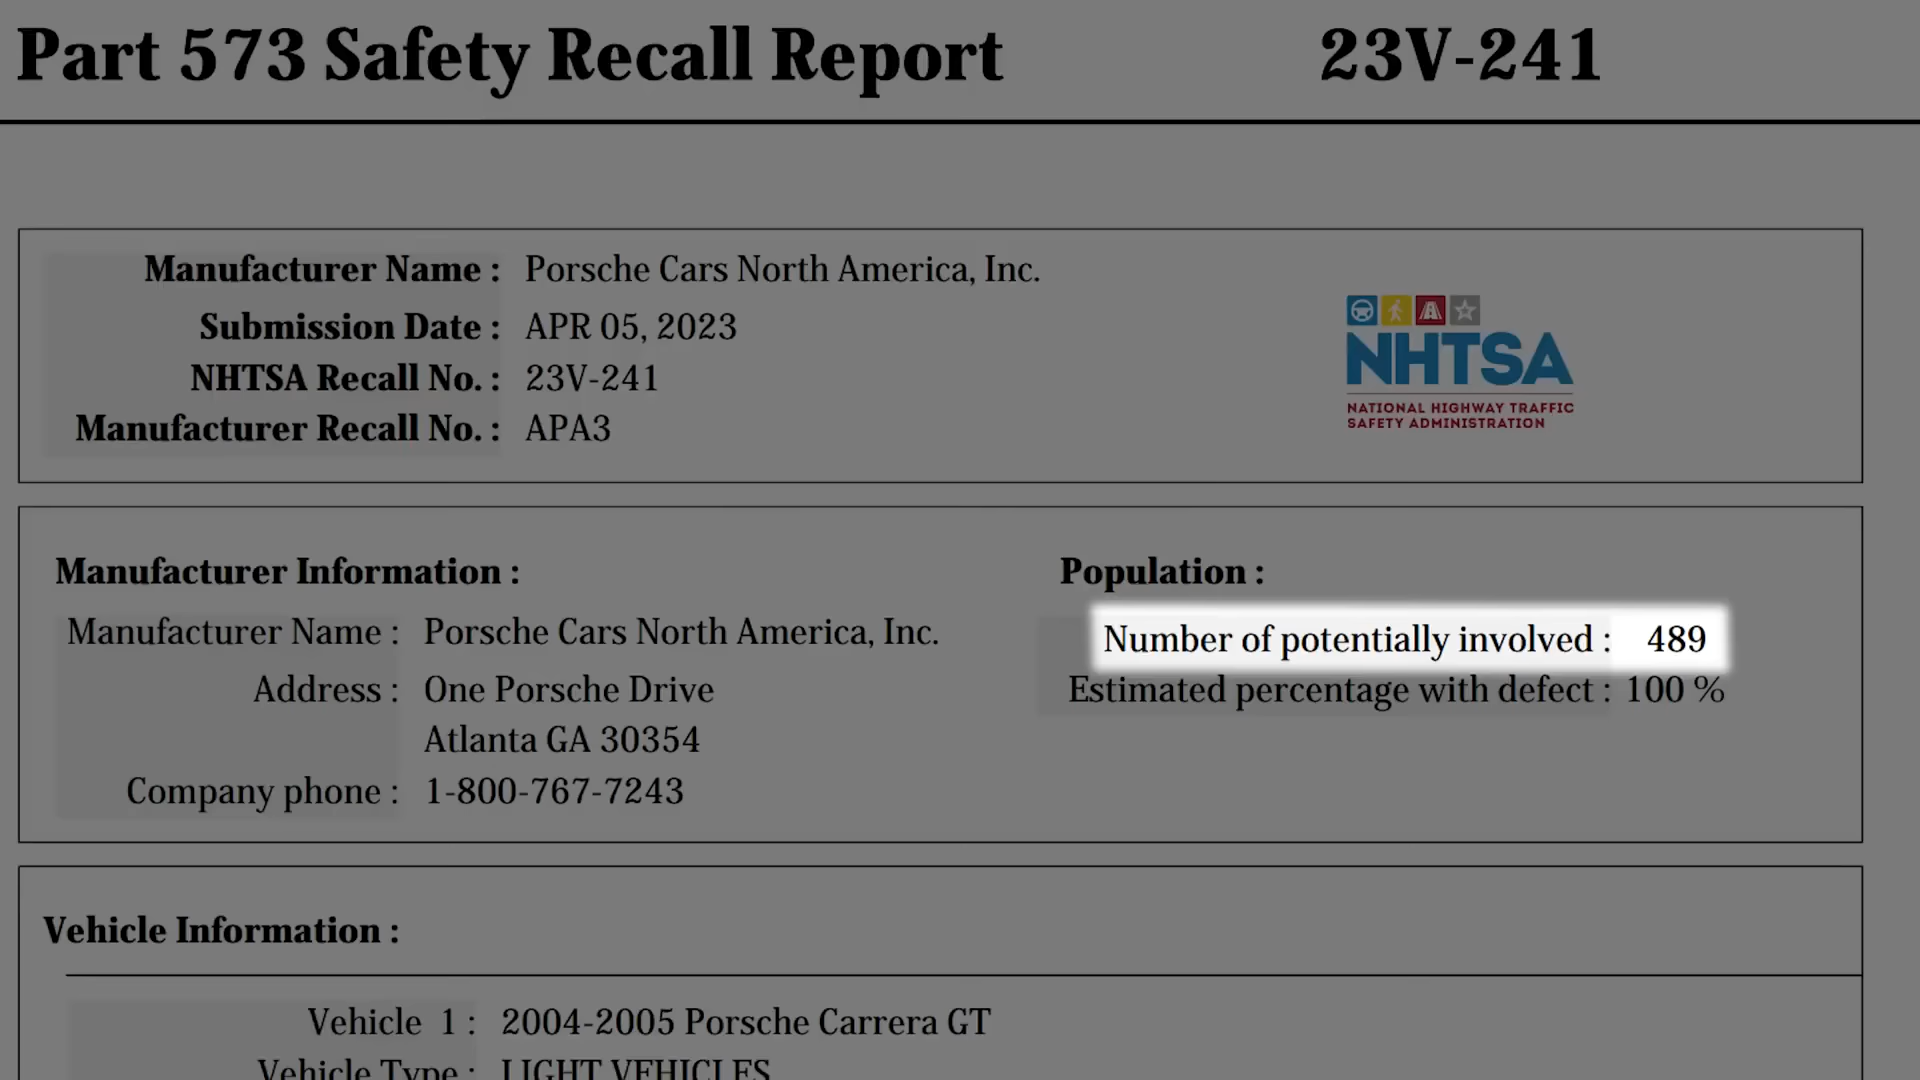 Part 573 Safety Recall Report 23V-241
Manufacturer Name : Porsche Cars North America, Inc.
Submission Date : APR 05, 2023
NHTSA Recall No. : 23V-241
Manufacturer Recall No. : APA3
NHTSA
NATIONAL HIGHWAY TRAFFIC
SAFETY ADMINISTRATION
Manufacturer Information :
Manufacturer Name : Porsche Cars North America, Inc.
Address : One Porsche Drive
Atlanta GA 30354
Company phone : 1-800-767-7243
Population :
Number of potentially involved : 489
Estimated percentage with defect : 100 %
Vehicle Information :
Vehicle 1 : 2004-2005 Porsche Carrera GT
Vehicle Type : LIGHT VEHICLES